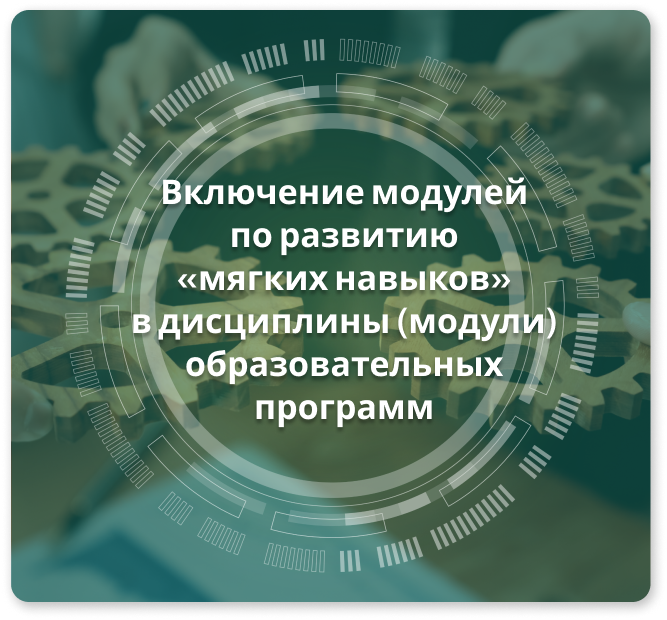 Включение модулей
по развитию
«мягких навыков»
в дисциплины (модули)
образовательных
программ